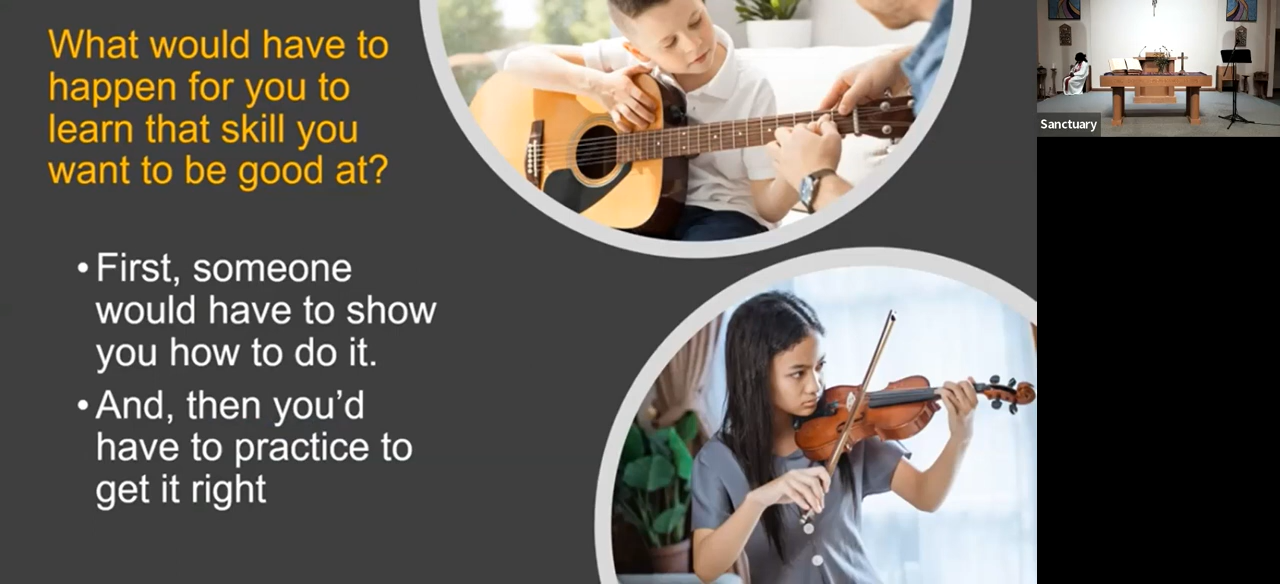 What would have to
happen for you to
learn that skill you
want to be good at?
• First, someone
would have to show
you how to do it.
• And, then you’d
have to practice to
get it right
Sanctuary